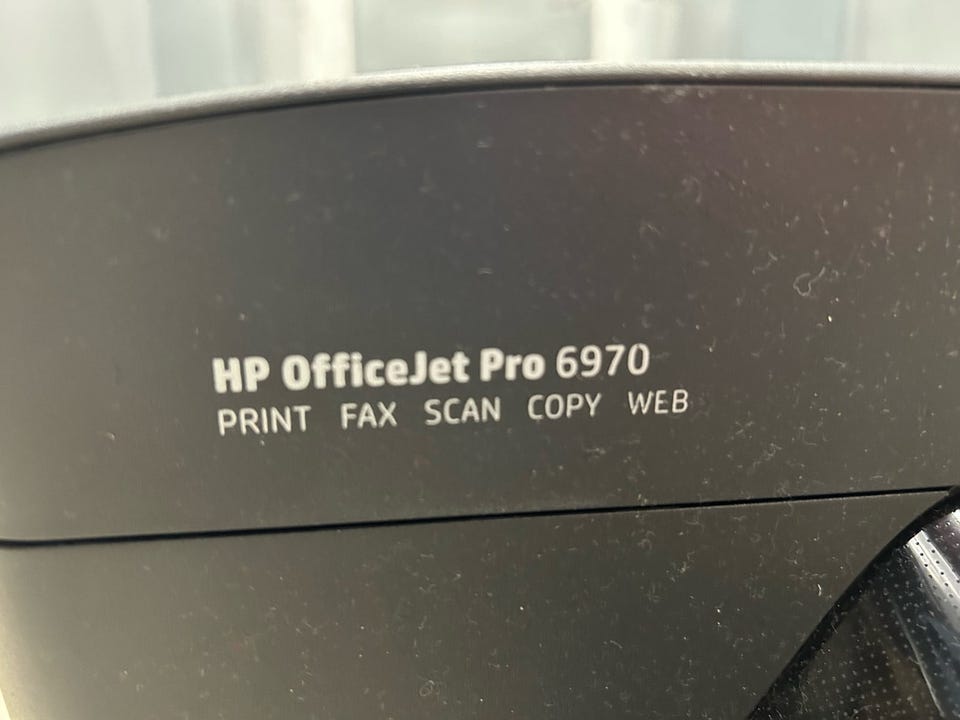 HP OfficeJet Pro 6970
PRINT FAX SCAN COPY WEB